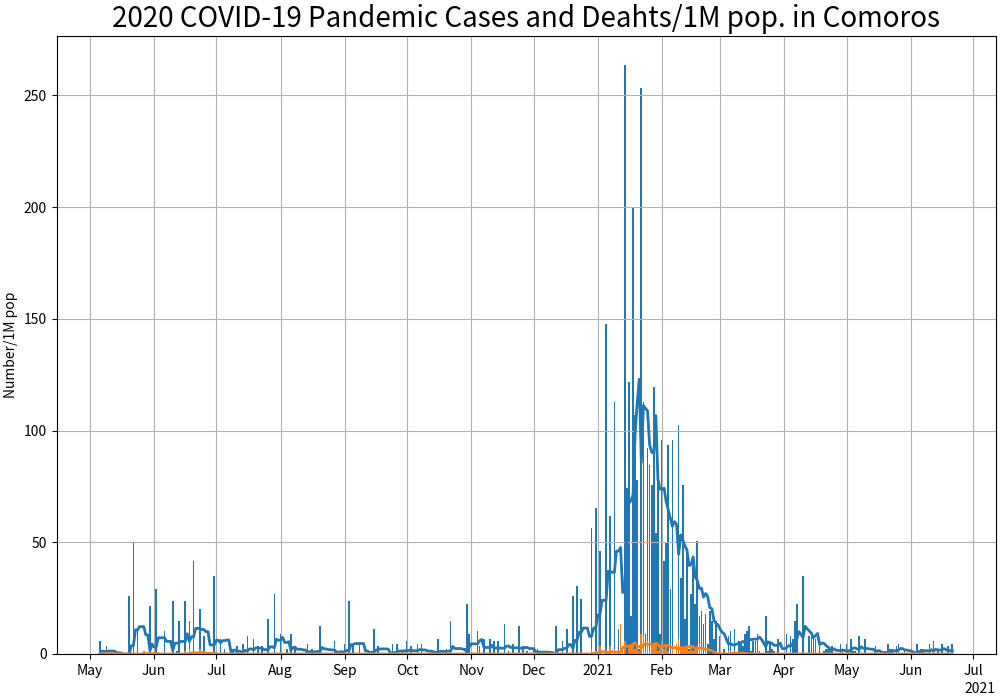 2020 COVID-19 Pandemic Cases and Deahts/1M pop. in Comoros
Number/1M pop
250
200
150
100
50
0
May Jun Jul Aug Sep Oct Nov Dec 2021 Feb Mar Apr May Jun Jul
2021